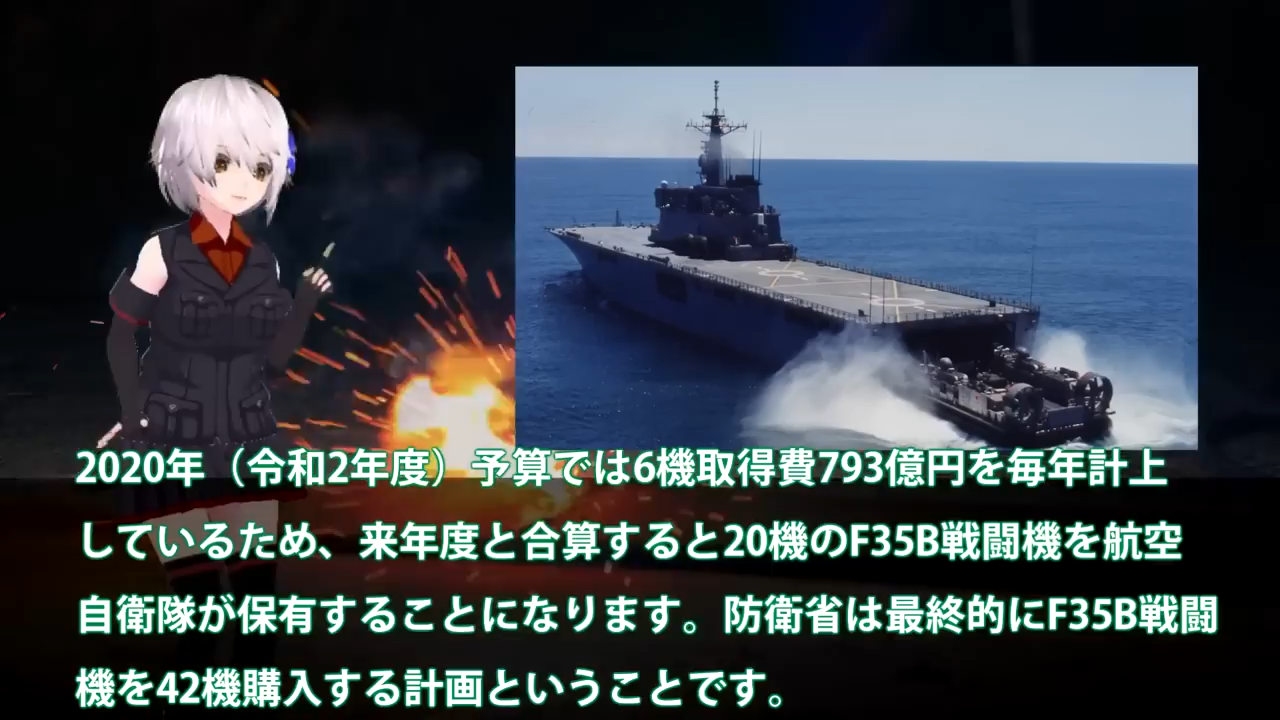 2020年（令和2年度）予算では6機取得費793億円を毎年計上
しているため、来年度と合算すると20機のF35B戦闘機を航空
自衛隊が保有することになります。防衛省は最終的にF35B戦闘
機を42機購入する計画ということです。